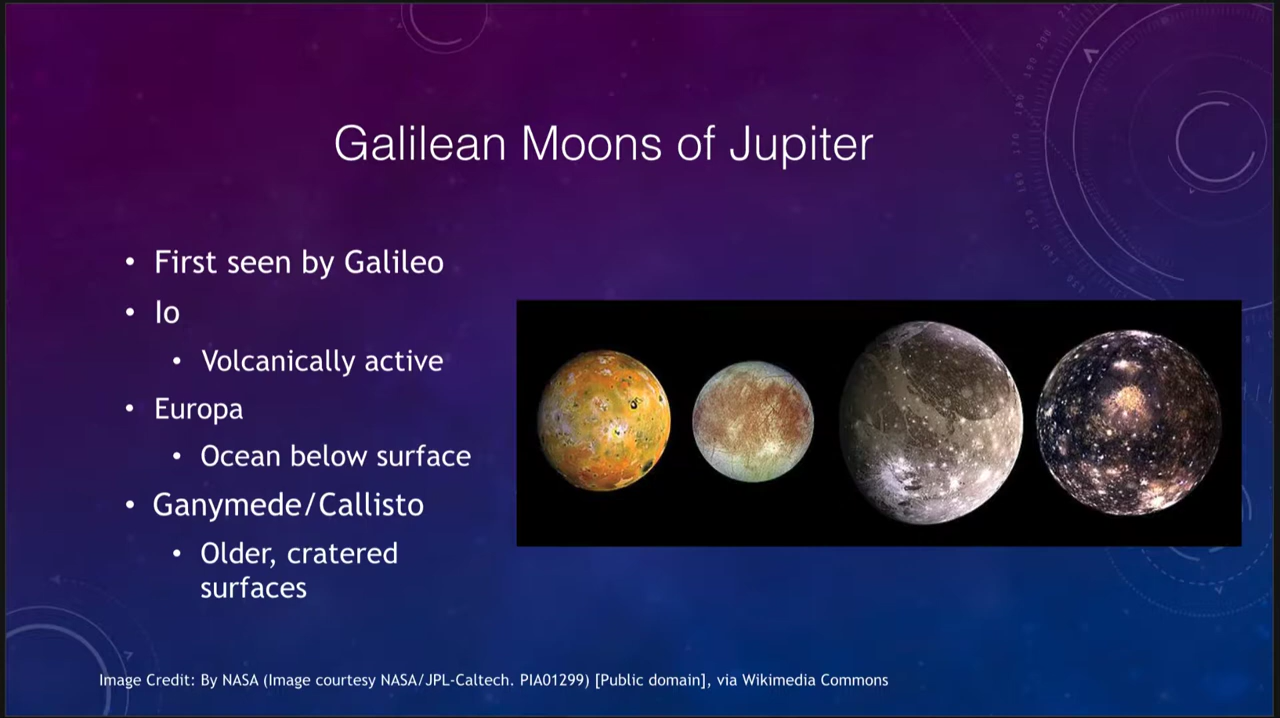 Galilean Moons of Jupiter
• First seen by Galileo
• Io
• Volcanically active
• Europa
• Ocean below surface
• Ganymede/Callisto
• Older, cratered
surfaces
Image Credit: By NASA (Image courtesy NASA/JPL-Caltech. PIA01299) [Public domain], via Wikimedia Commons